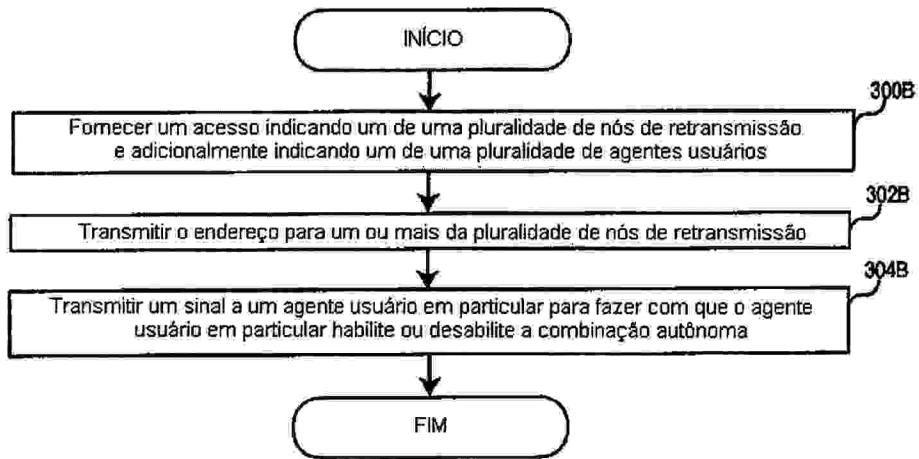 INÍCIO
300B
Fornecer um acesso indicando um de uma pluralidade de nós de retransmissão
e adicionalmente indicando um de uma pluralidade de agentes usuários
302B
Transmitir o endereço para um ou mais da pluralidade de nós de retransmissão
304B
Transmitir um sinal a um agente usuário em particular para fazer com que o agente
usuário em particular habilite ou desabilite a combinação autônoma
FIM